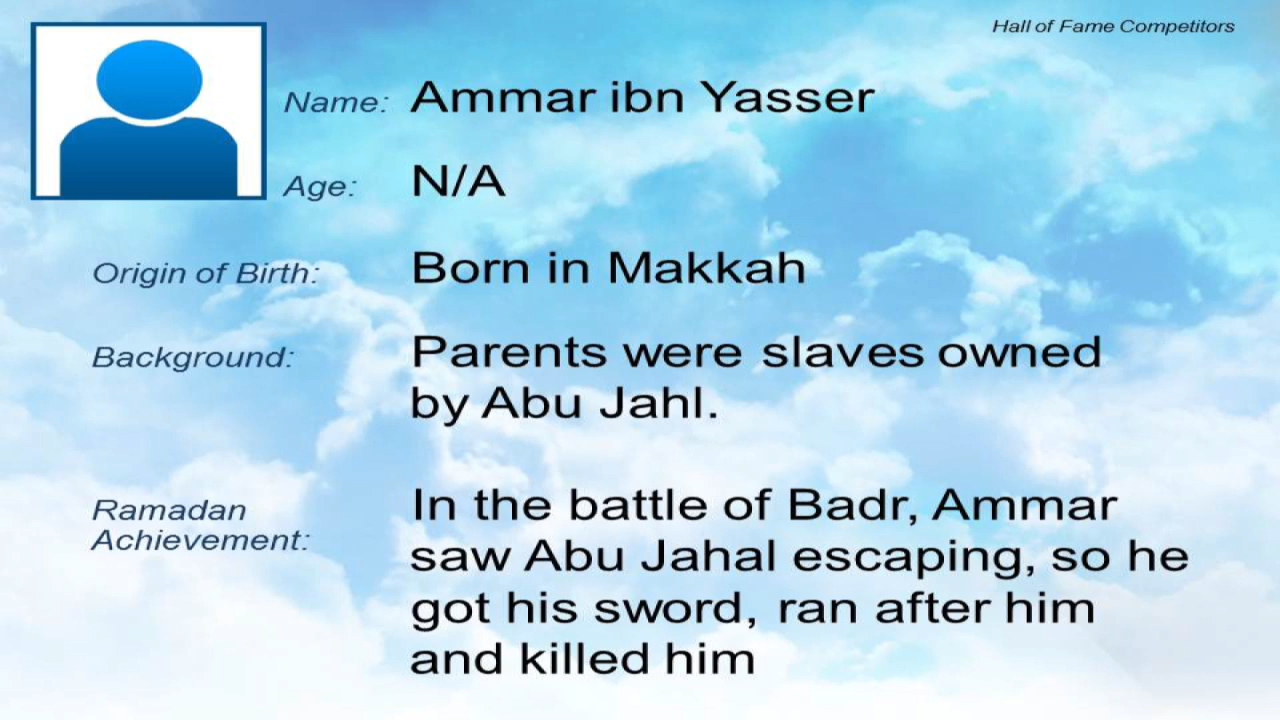 Hall of Fame Competitors
Name: Ammar ibn Yasser
Age: N/A
Origin of Birth: Born in Makkah
Background: Parents were slaves owned
by Abu Jahl.
Ramadan
Achievement:
In the battle of Badr, Ammar
saw Abu Jahal escaping, so he
got his sword, ran after him
and killed him